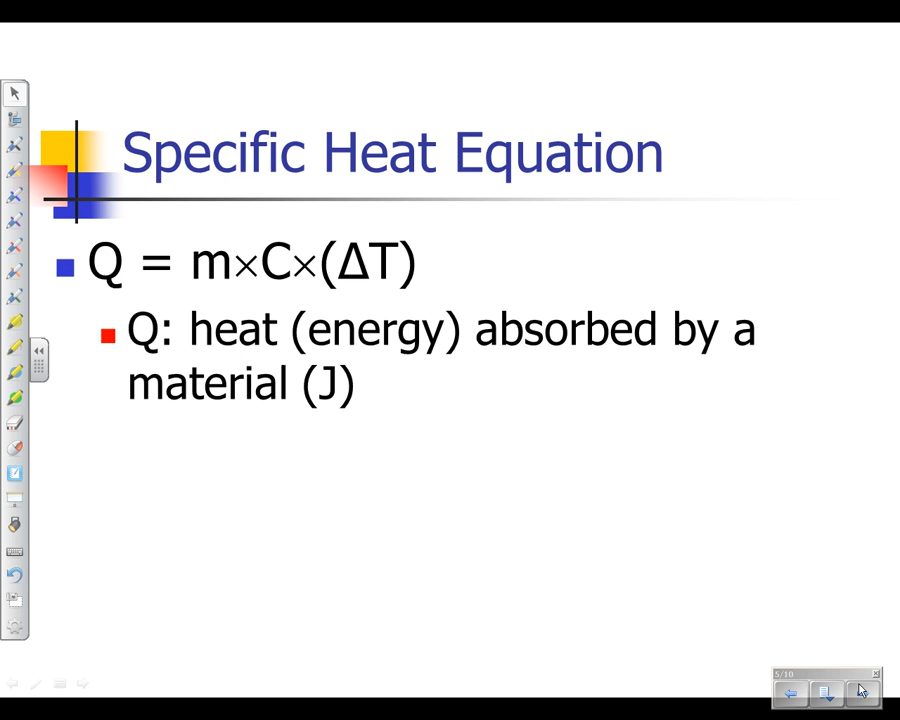 Specific Heat Equation
Q = m×C×(ΔT)
Q: heat (energy) absorbed by a
material (J)
5/10